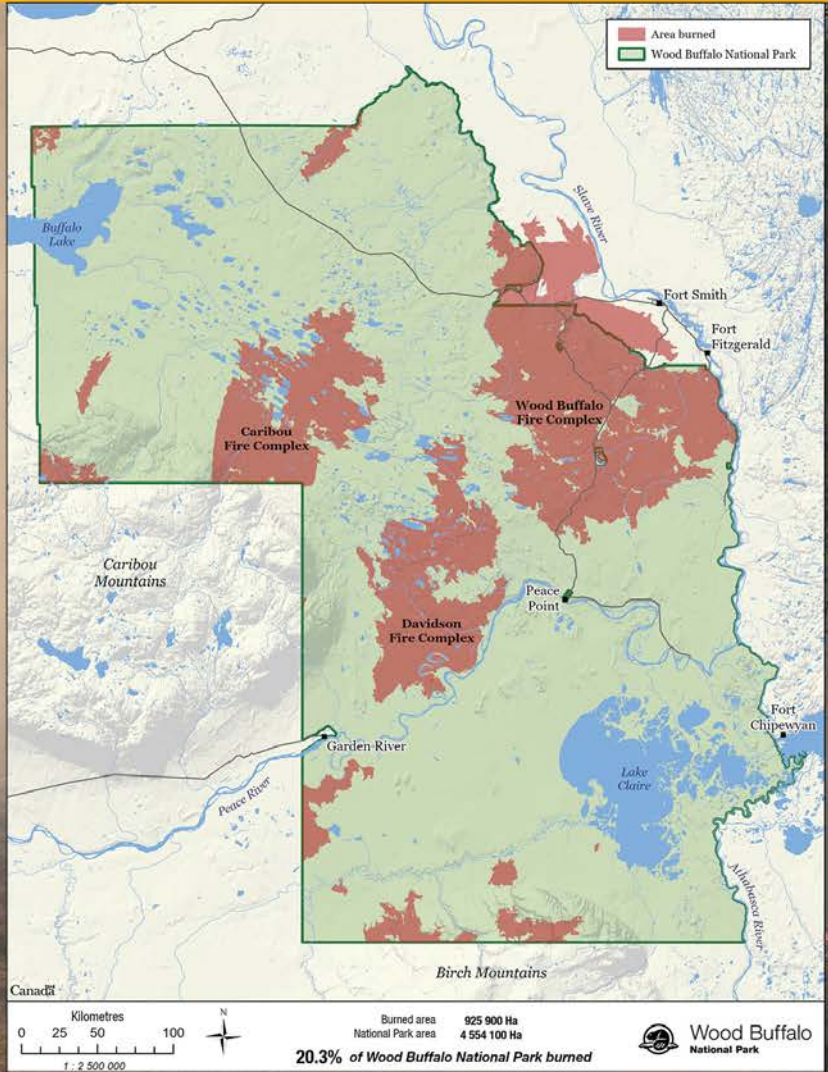 Area burned
Wood Buffalo National Park
Buffalo
Lake
Slave River
Fort Smith
Fort
Fitzgerald
Wood Buffalo
Fire Complex
Caribou
Fire Complex
Caribou
Mountains
Peace
Point
Davidson
Fire Complex
Fort
Chipewyan
Garden River
Lake
Claire
Peace River
Athabasca River
Birch Mountains
Canada
Kilometres
0 25 50 100
1 : 2 500 000
N
Burned area 925 900 Ha
National Park area 4 554 100 Ha
20.3% of Wood Buffalo National Park burned
Wood Buffalo
National Park